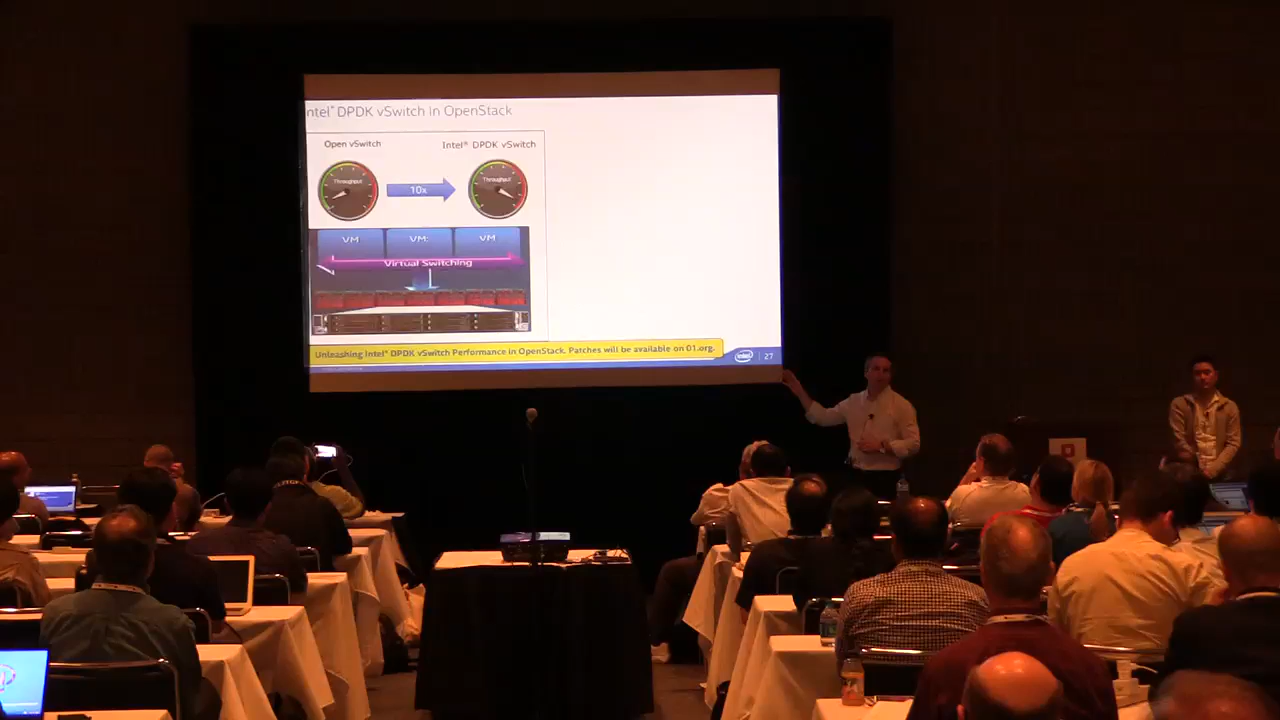 ntel® DPDK vSwitch in OpenStack
Open vSwitch
Intel® DPDK vSwitch
Throughput
10x
Throughput
VM
VM:
VM
Virtual Switching
Unleashing Intel® DPDK vSwitch Performance in OpenStack. Patches will be available on 01.org.
intel
27